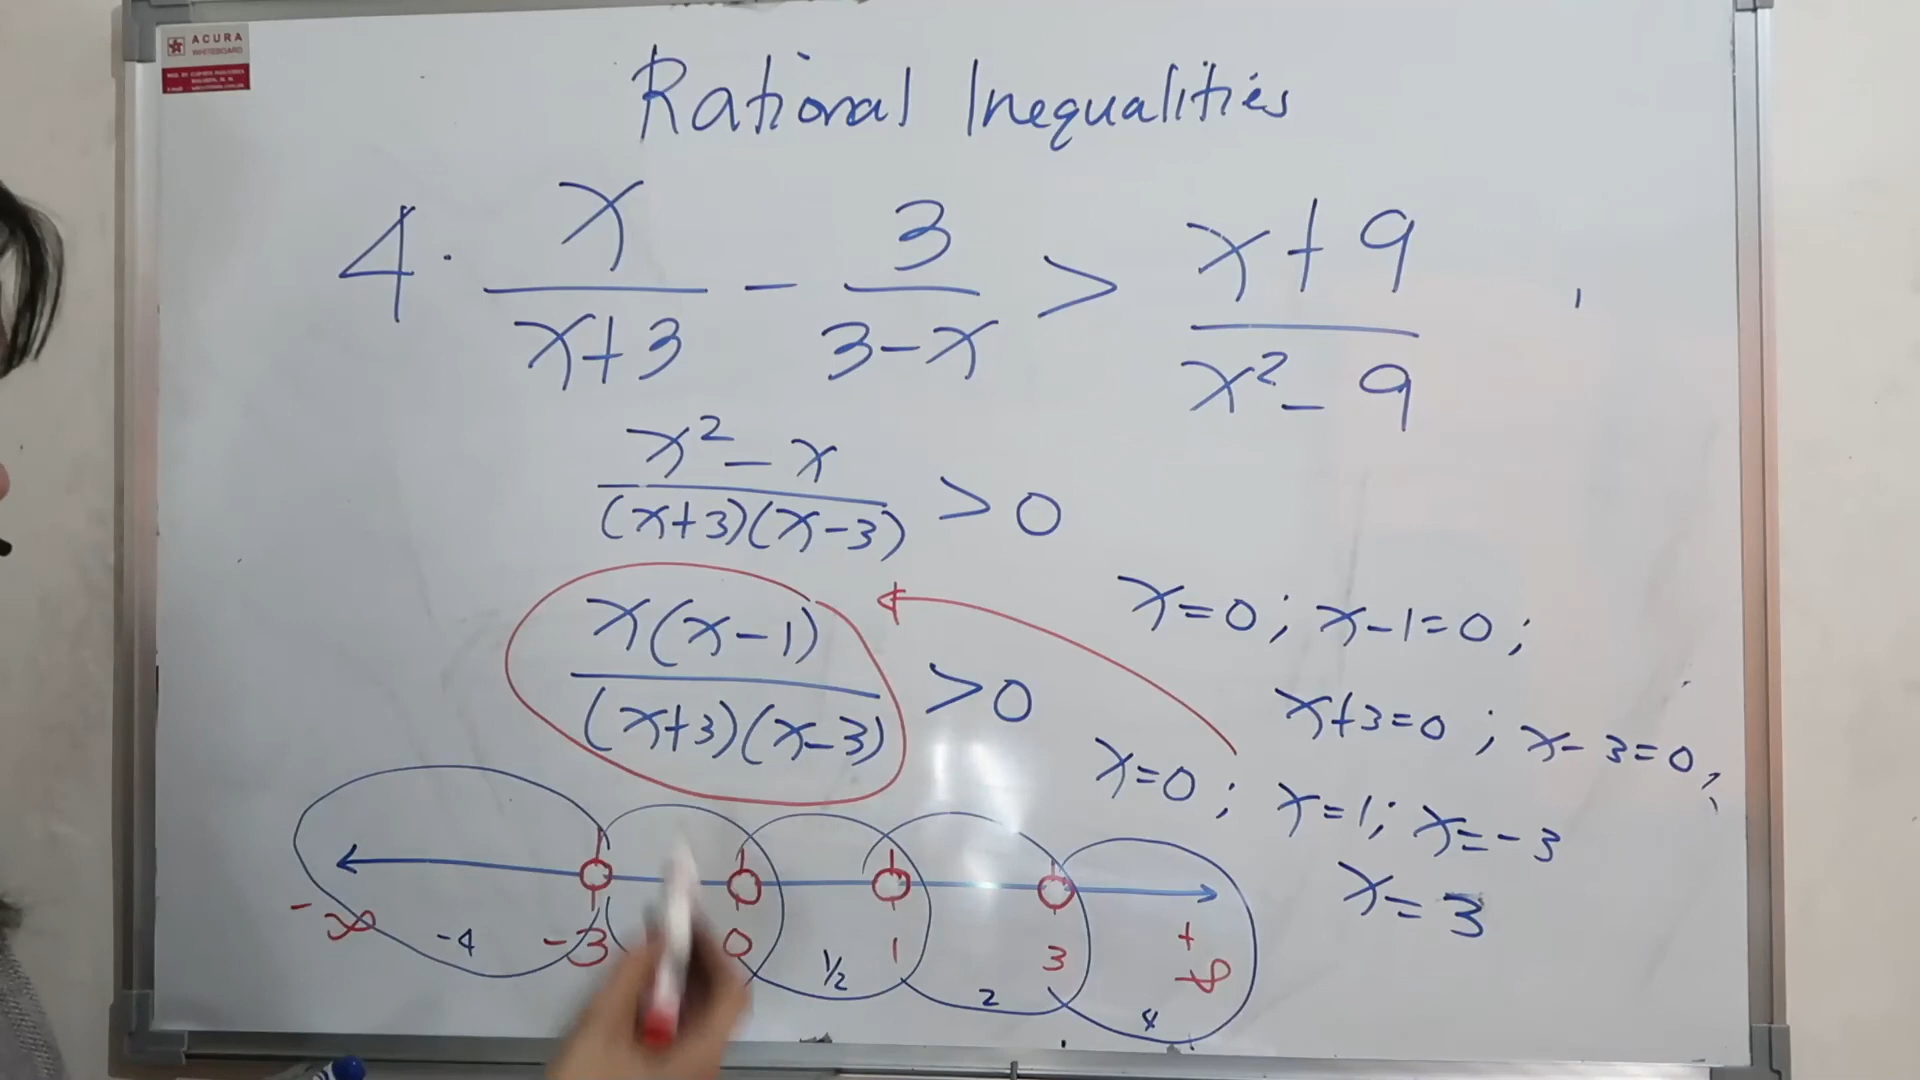 ACURA
WHITEBOARD
Rational Inequalities
4. x/(x+3) - 3/(3-x) > (x+9)/(x²-9)
(x²-x)/((x+3)(x-3)) > 0
x(x-1)/((x+3)(x-3)) > 0
x=0; x-1=0;
x+3=0; x-3=0,
x=0; x=1; x=-3
x=3
-∞ -4 -3 0 1/2 1 2 3 4 +∞